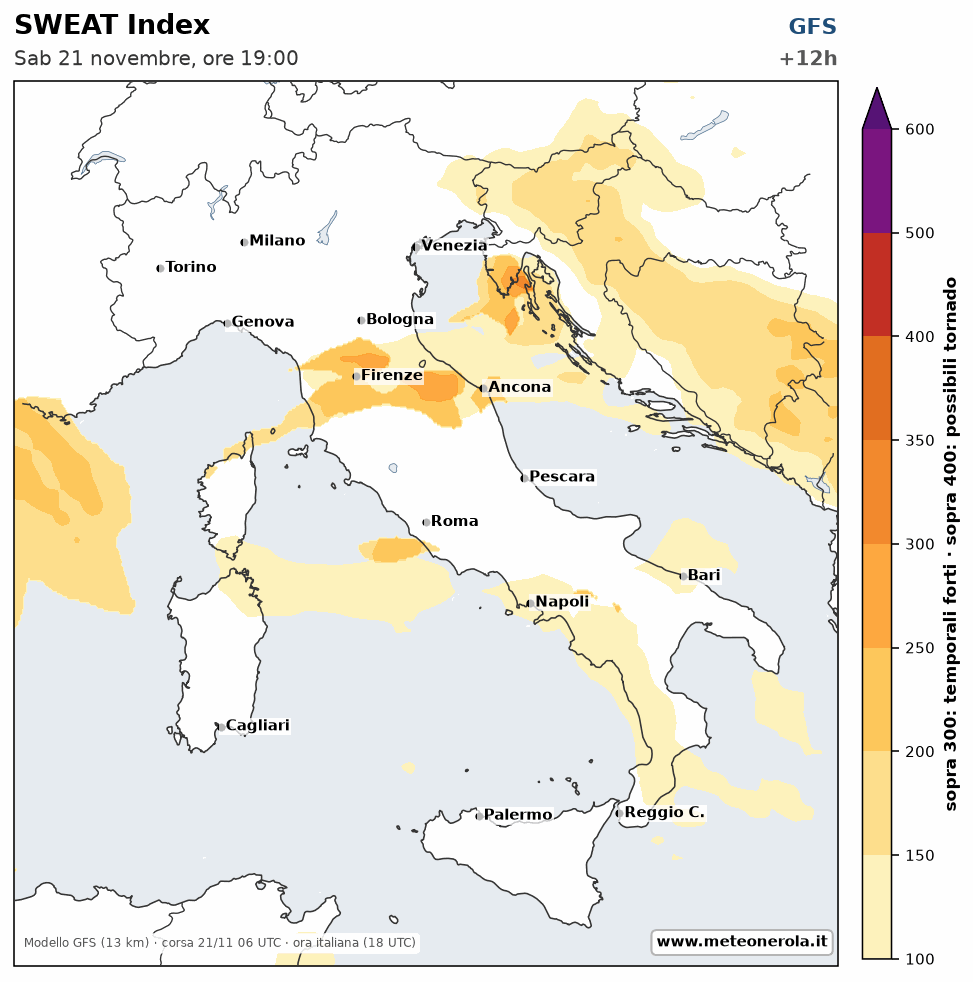 SWEAT Index
GFS
Sab 21 novembre, ore 19:00
+12h
Milano
Venezia
Torino
Genova
Bologna
Firenze
Ancona
Pescara
Roma
Bari
Napoli
Cagliari
Palermo
Reggio C.
Modello GFS (13 km) · corsa 21/11 06 UTC · ora italiana (18 UTC)
www.meteonerola.it
600
500
400
350
300
250
200
150
100
sopra 300: temporali forti · sopra 400: possibili tornado